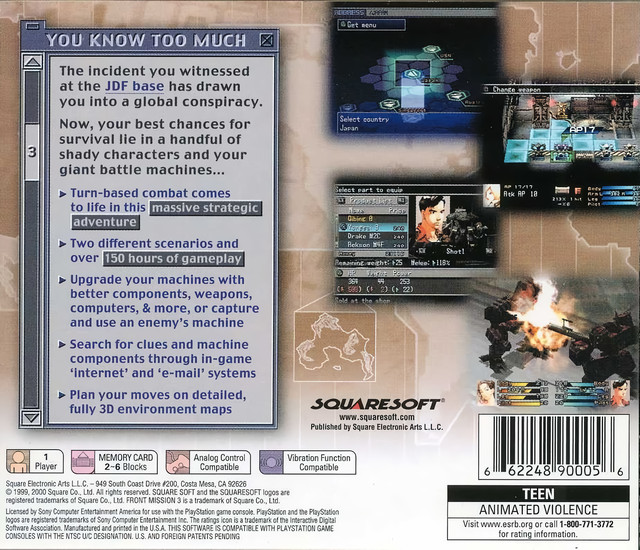 YOU KNOW TOO MUCH
The incident you witnessed
at the JDF base has drawn
you into a global conspiracy.
Now, your best chances for
survival lie in a handful of
shady characters and your
giant battle machines...
3
Turn-based combat comes
to life in this massive strategic
adventure
Two different scenarios and
over 150 hours of gameplay
Upgrade your machines with
better components, weapons,
computers, & more, or capture
and use an enemy's machine
Search for clues and machine
components through in-game
'internet' and 'e-mail' systems
Plan your moves on detailed,
fully 3D environment maps
Get menu
USN
Select country
Japan
Change weapon
AP17
Select part to equip
AP 17/17
Atk AP 10
Drake M2C
Shot1
Sold at the shop
SQUARESOFT®
www.squaresoft.com
Published by Square Electronic Arts L.L.C.
1
Player
MEMORY CARD
2-6 Blocks
Analog Control
Compatible
Vibration Function
Compatible
Square Electronic Arts L.L.C. – 949 South Coast Drive #200, Costa Mesa, CA 92626
© 1999, 2000 Square Co., Ltd. All rights reserved. SQUARE SOFT and the SQUARESOFT logos are
registered trademarks of Square Co., Ltd. FRONT MISSION 3 is a trademark of Square Co., Ltd.
Licensed by Sony Computer Entertainment America for use with the PlayStation game console. PlayStation and the PlayStation
logos are registered trademarks of Sony Computer Entertainment Inc. The ratings icon is a trademark of the Interactive Digital
Software Association. Manufactured and printed in the U.S.A. THIS SOFTWARE IS COMPATIBLE WITH PLAYSTATION GAME
CONSOLES WITH THE NTSC U/C DESIGNATION. U.S. AND FOREIGN PATENTS PENDING
6 62248 90005 6
TEEN
ANIMATED VIOLENCE
Visit www.esrb.org or call 1-800-771-3772
for rating information.